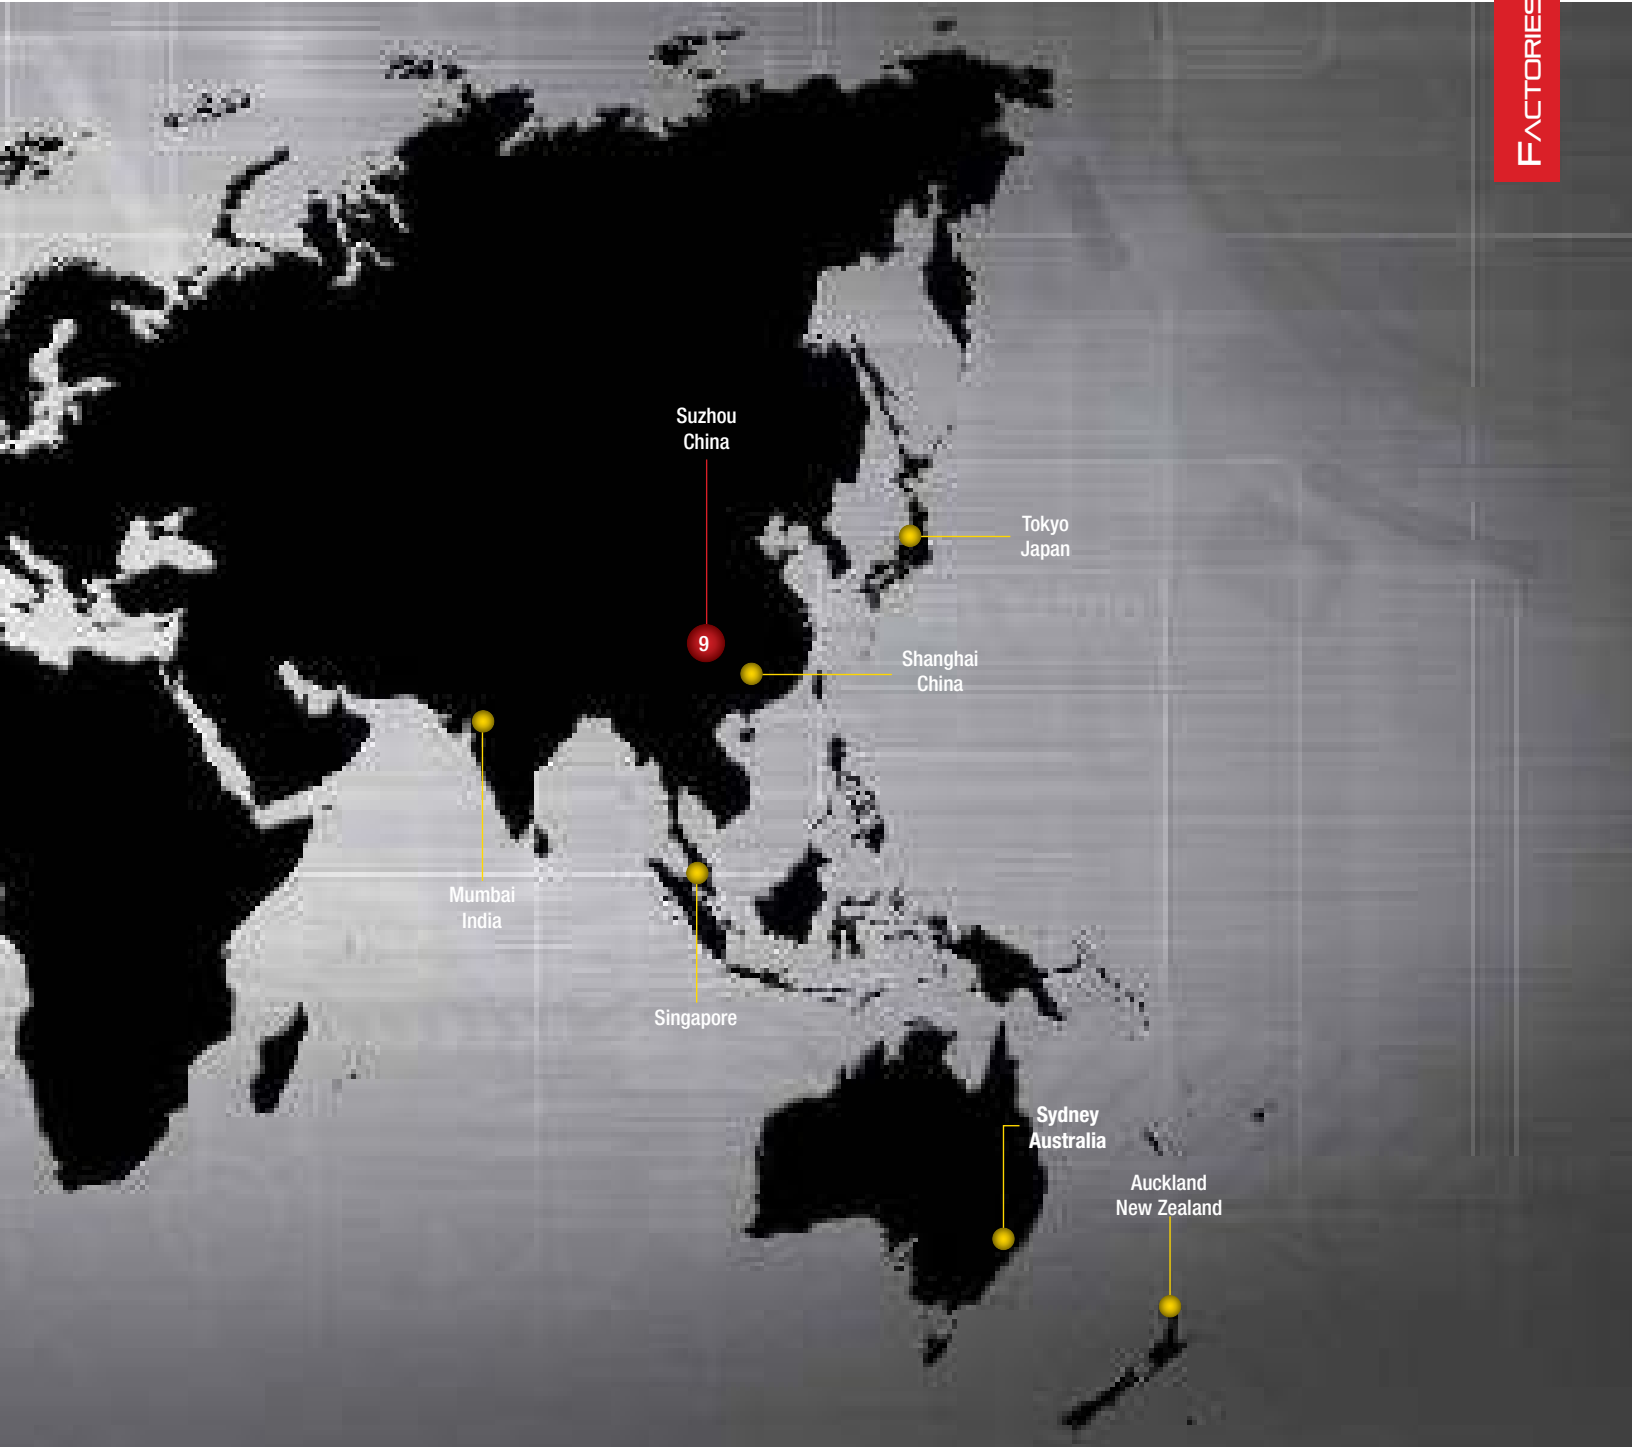 FACTORIES
Suzhou
China
Tokyo
Japan
9
Shanghai
China
Mumbai
India
Singapore
Sydney
Australia
Auckland
New Zealand